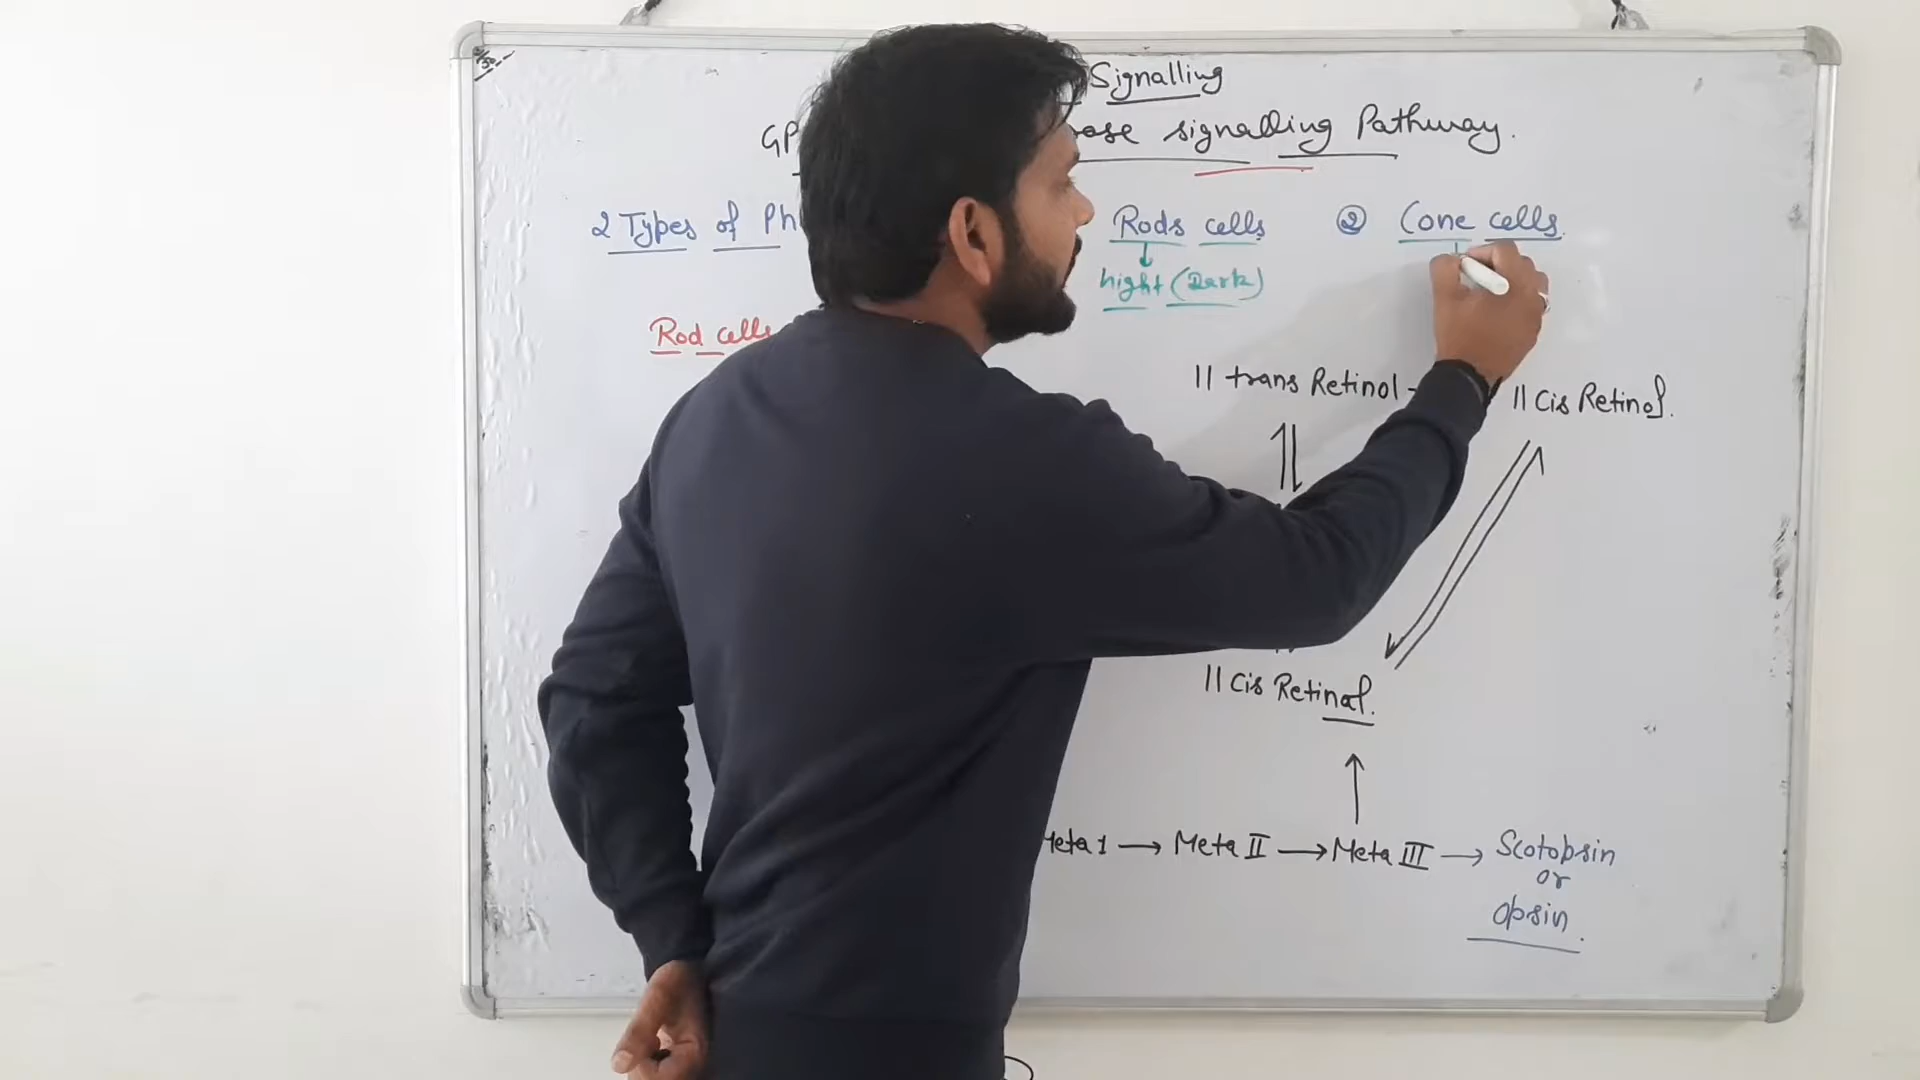 Signalling
GP ase signalling Pathway.
2 Types of Ph Rods cells ② Cone cells.
night (Dark)
Rod cells
11 trans Retinol 11 cis Retinol.
11 cis Retinal.
Meta I → Meta II → Meta III → Scotopsin
or
opsin.